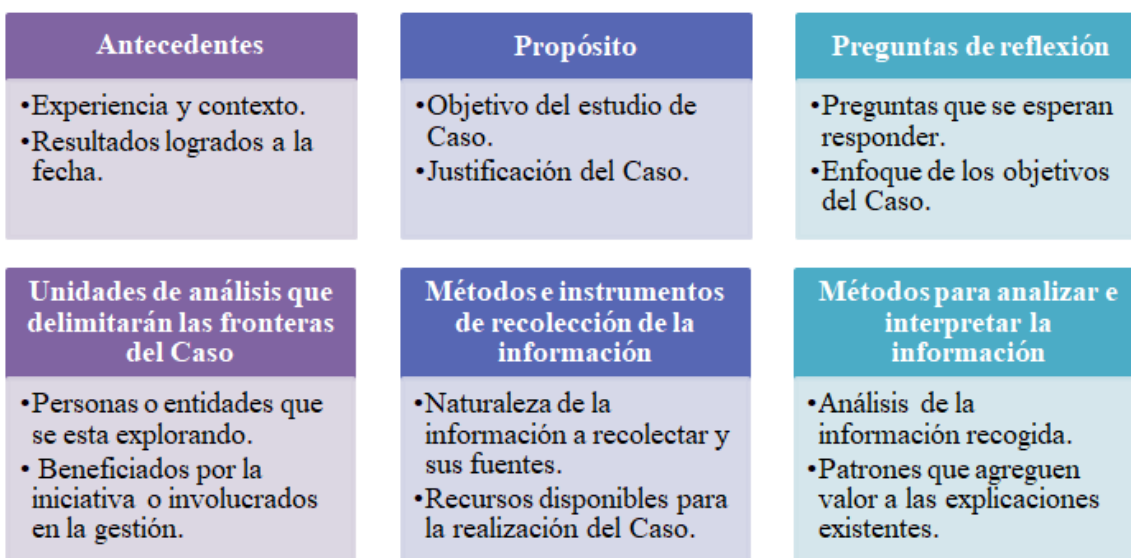 Antecedentes
•Experiencia y contexto.
•Resultados logrados a la
fecha.
Propósito
•Objetivo del estudio de
Caso.
•Justificación del Caso.
Preguntas de reflexión
•Preguntas que se esperan
responder.
•Enfoque de los objetivos
del Caso.
Unidades de análisis que
delimitarán las fronteras
del Caso
•Personas o entidades que
se esta explorando.
• Beneficiados por la
iniciativa o involucrados
en la gestión.
Métodos e instrumentos
de recolección de la
información
•Naturaleza de la
información a recolectar y
sus fuentes.
•Recursos disponibles para
la realización del Caso.
Métodos para analizar e
interpretar la
información
•Análisis de la
información recogida.
•Patrones que agreguen
valor a las explicaciones
existentes.